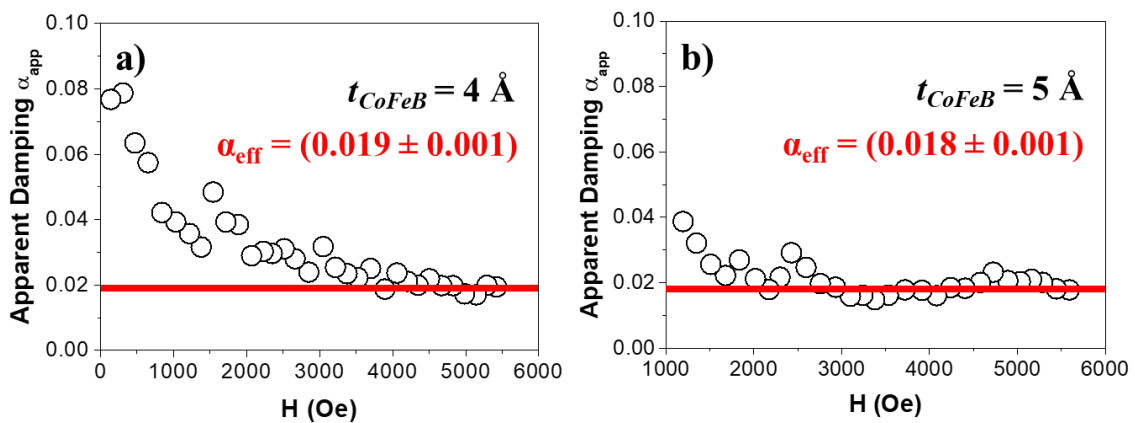 a)
t_CoFeB = 4 Å
α_eff = (0.019 ± 0.001)
Apparent Damping α_app
0.10
0.08
0.06
0.04
0.02
0.00
0 1000 2000 3000 4000 5000 6000
H (Oe)
b)
t_CoFeB = 5 Å
α_eff = (0.018 ± 0.001)
Apparent Damping α_app
0.10
0.08
0.06
0.04
0.02
0.00
1000 2000 3000 4000 5000 6000
H (Oe)